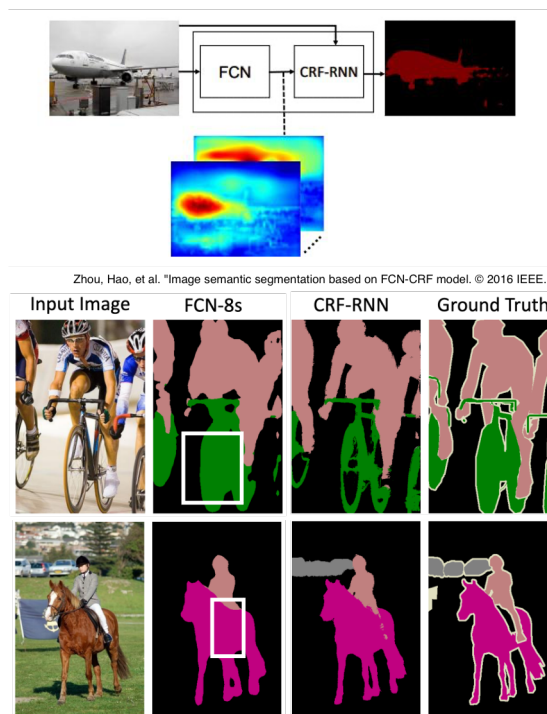 FCN
CRF-RNN
Zhou, Hao, et al. "Image semantic segmentation based on FCN-CRF model. © 2016 IEEE.
Input Image
FCN-8s
CRF-RNN
Ground Truth